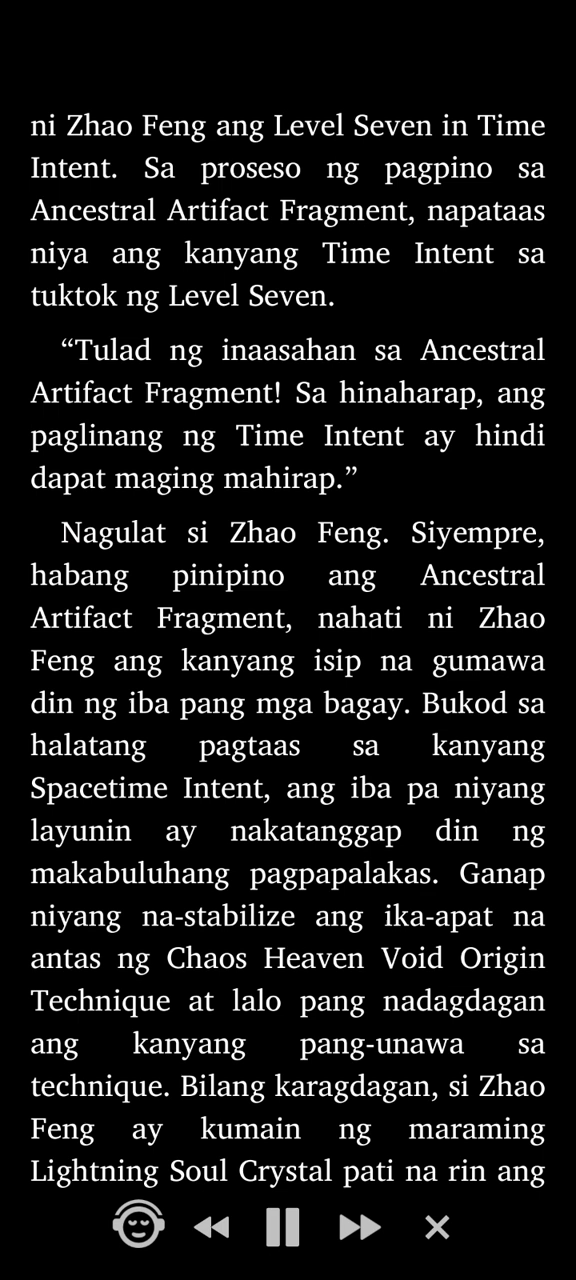 ni Zhao Feng ang Level Seven in Time
Intent. Sa proseso ng pagpino sa
Ancestral Artifact Fragment, napataas
niya ang kanyang Time Intent sa
tuktok ng Level Seven.
“Tulad ng inaasahan sa Ancestral
Artifact Fragment! Sa hinaharap, ang
paglinang ng Time Intent ay hindi
dapat maging mahirap.”
Nagulat si Zhao Feng. Siyempre,
habang pinipino ang Ancestral
Artifact Fragment, nahati ni Zhao
Feng ang kanyang isip na gumawa
din ng iba pang mga bagay. Bukod sa
halatang pagtaas sa kanyang
Spacetime Intent, ang iba pa niyang
layunin ay nakatanggap din ng
makabuluhang pagpapalakas. Ganap
niyang na-stabilize ang ika-apat na
antas ng Chaos Heaven Void Origin
Technique at lalo pang nadagdagan
ang kanyang pang-unawa sa
technique. Bilang karagdagan, si Zhao
Feng ay kumain ng maraming
Lightning Soul Crystal pati na rin ang